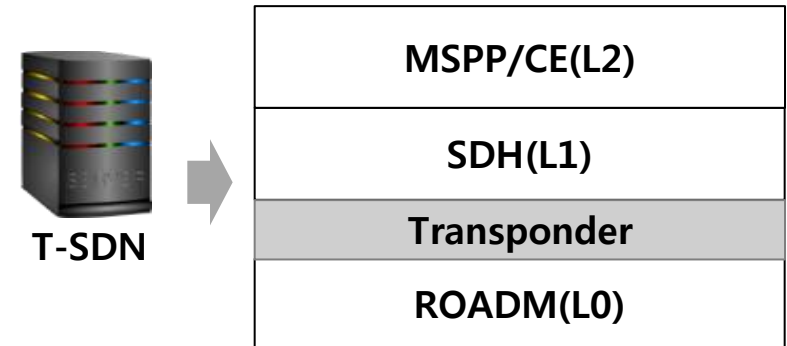 MSPP/CE(L2)
SDH(L1)
T-SDN
Transponder
ROADM(L0)